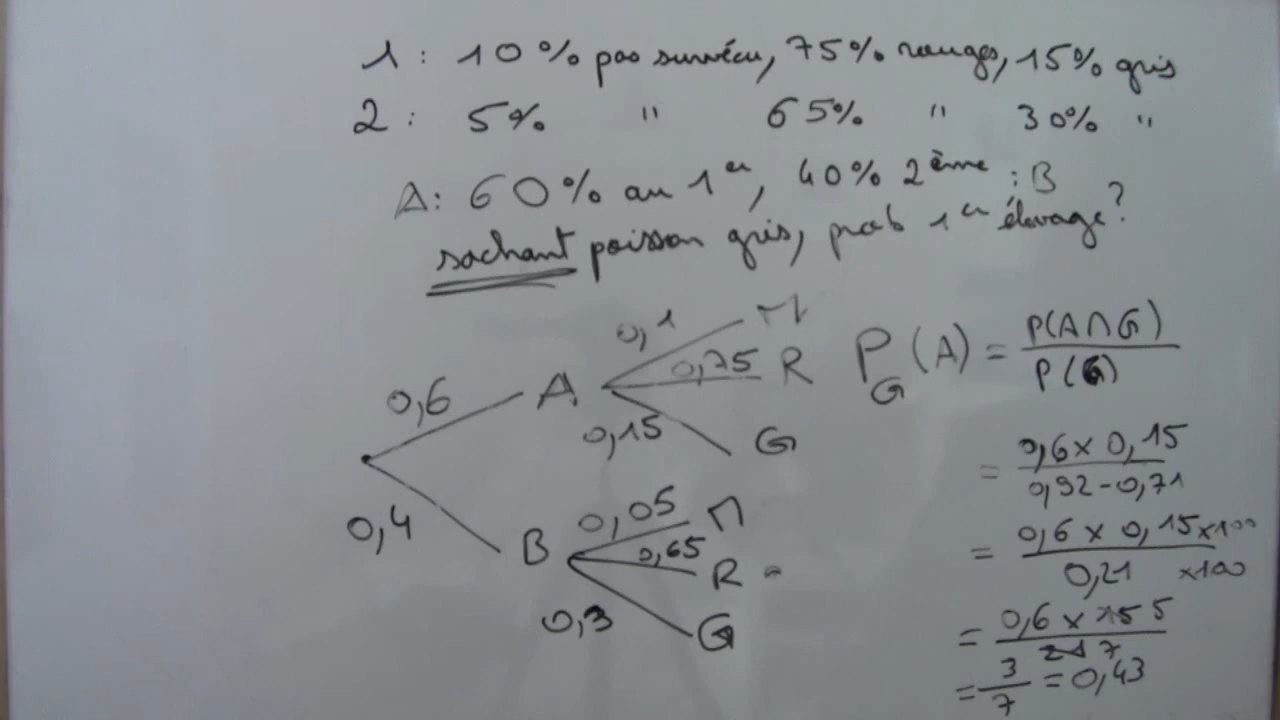 1 : 10 % pas survécu, 75% rouges, 15% gris
2 : 5% " 65% " 30% "
A : 60 % au 1er, 40% 2ème : B
sachant poisson gris, prob 1er élevage ?
0,1 M
0,75 R
0,6 A
0,15 G
0,4 B
0,05 M
0,65 R
0,3 G
P_G (A) = P(A∩G) / P(G)
= 0,6 x 0,15 / 0,92 - 0,71
= 0,6 x 0,15 x100 / 0,21 x100
= 0,6 x 15 5 / 21 7
= 3 / 7 = 0,43